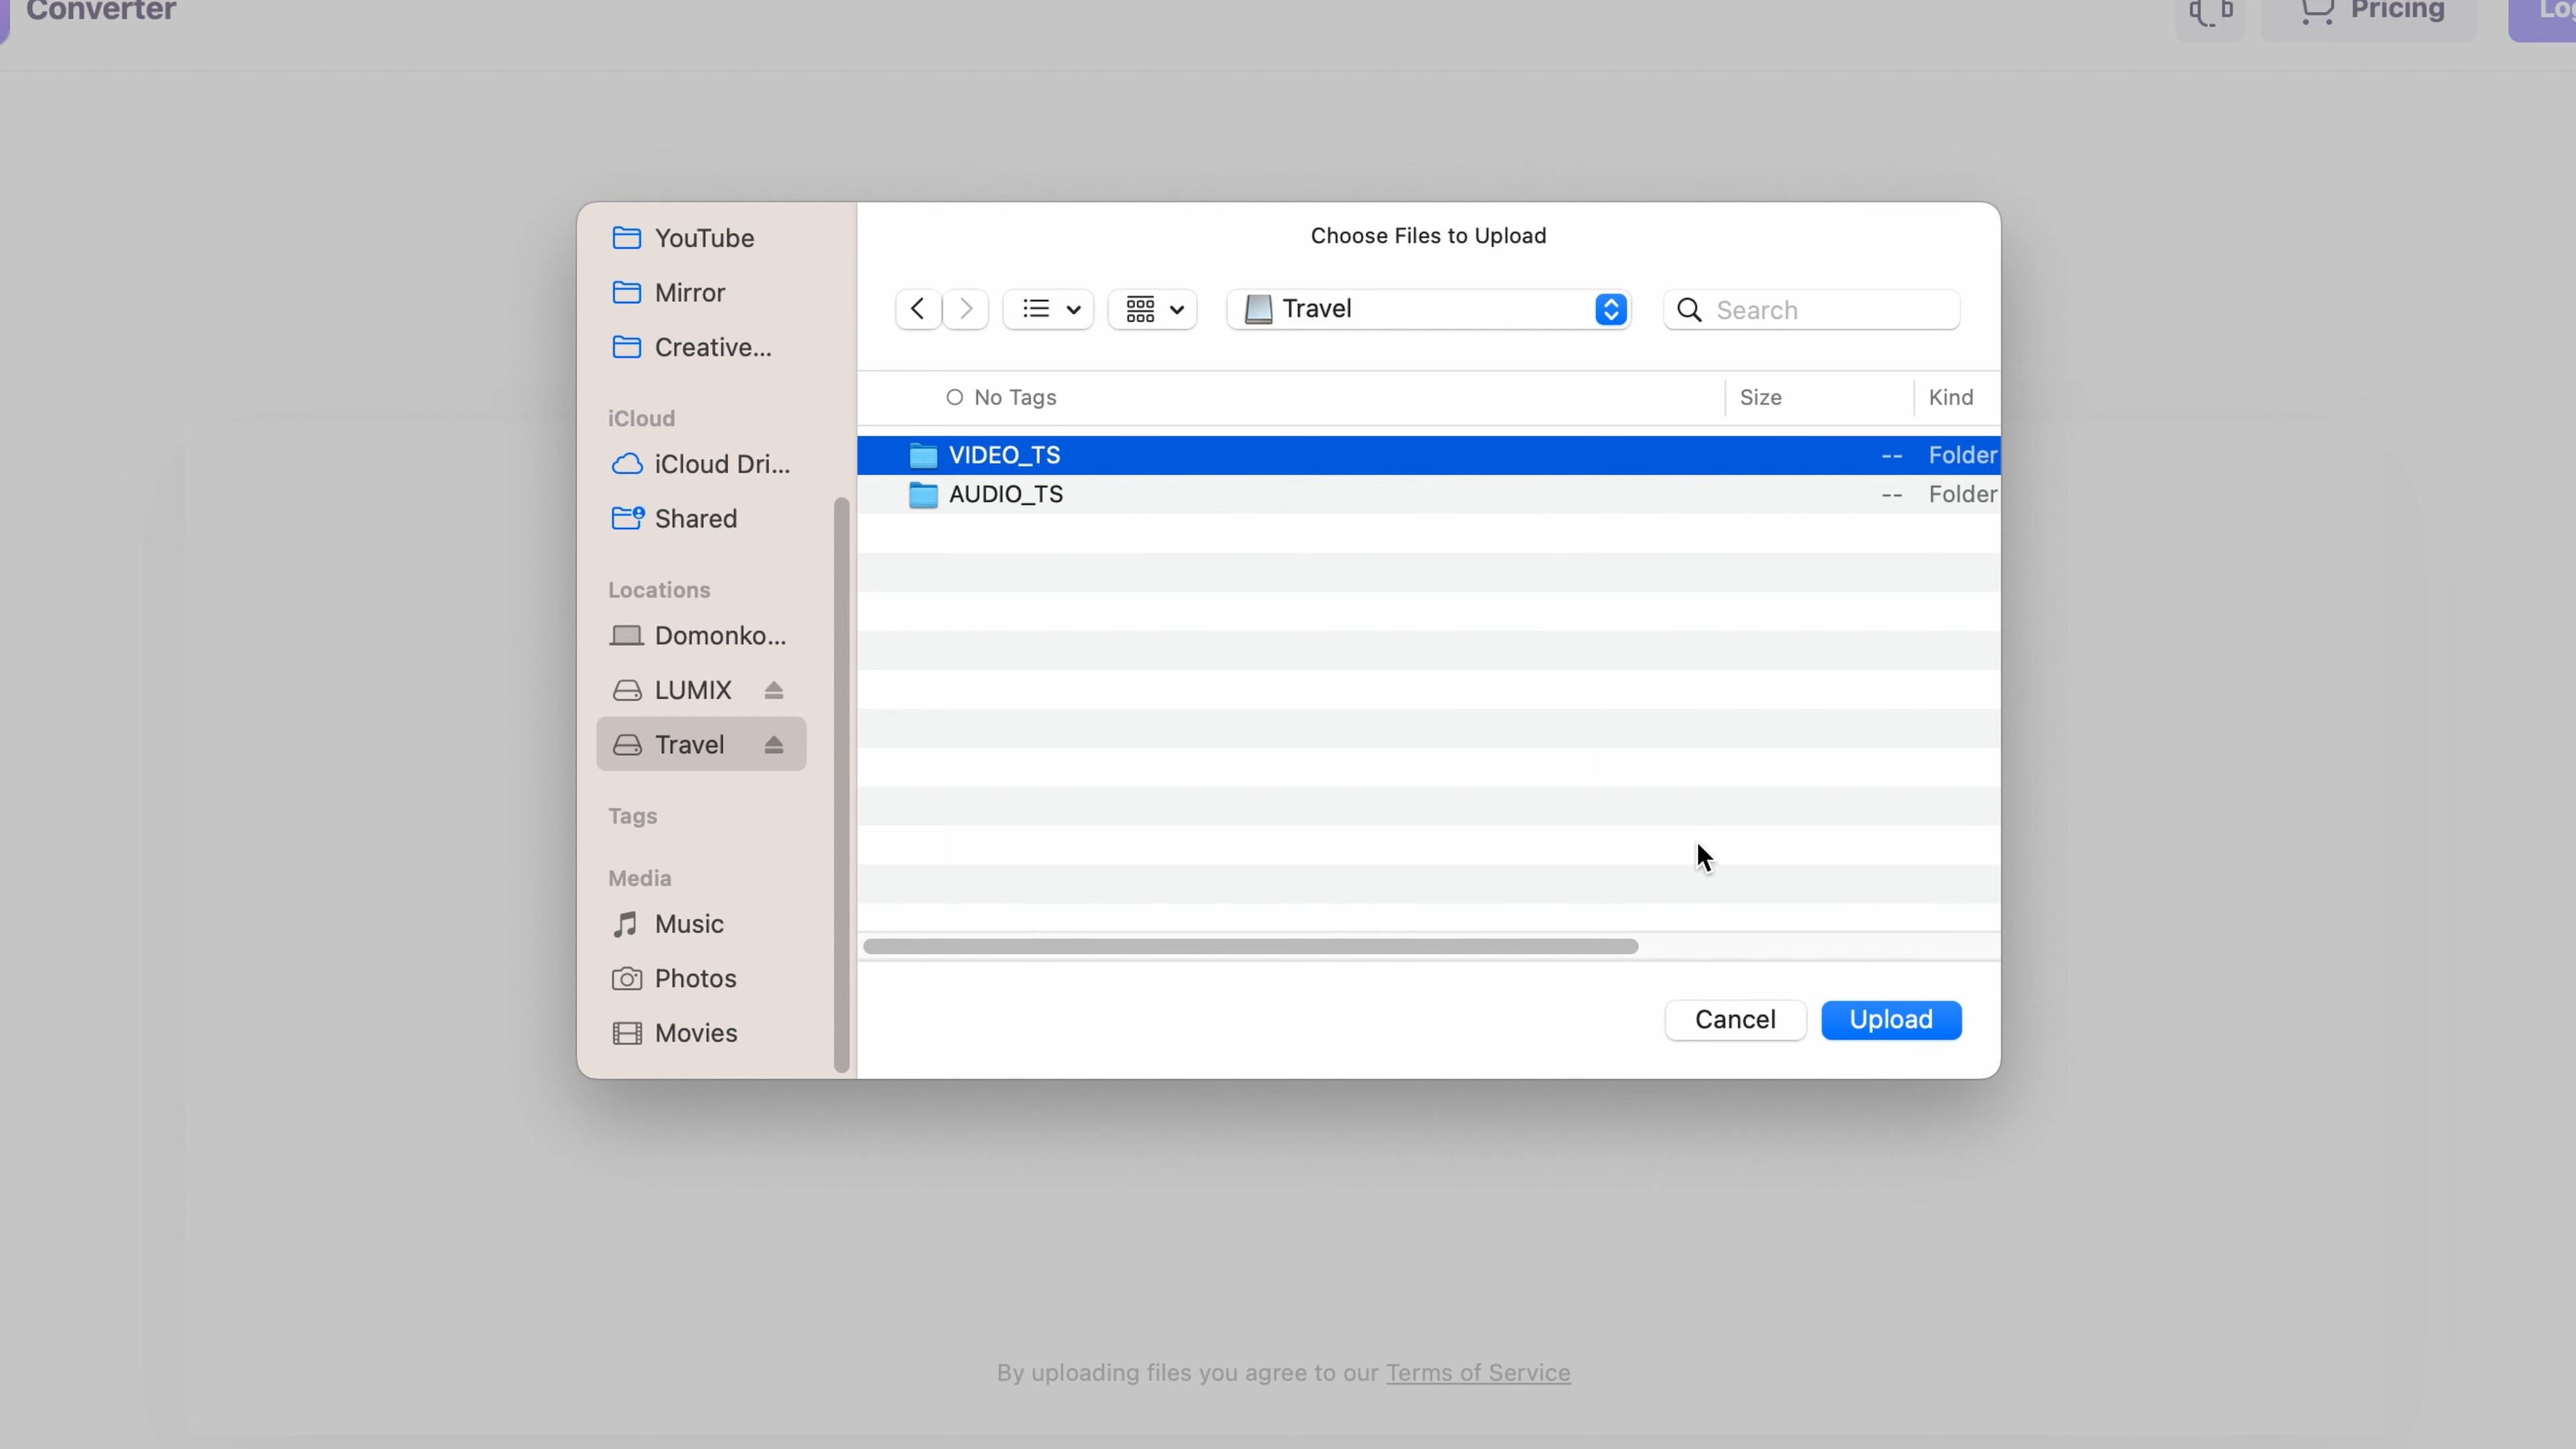 Converter
Pricing
YouTube
Mirror
Creative...
iCloud
iCloud Dri...
Shared
Locations
Domonko...
LUMIX
Travel
Tags
Media
Music
Photos
Movies
Choose Files to Upload
Travel
Search
No Tags
Size
Kind
VIDEO_TS
--
Folder
AUDIO_TS
--
Folder
Cancel
Upload
By uploading files you agree to our Terms of Service